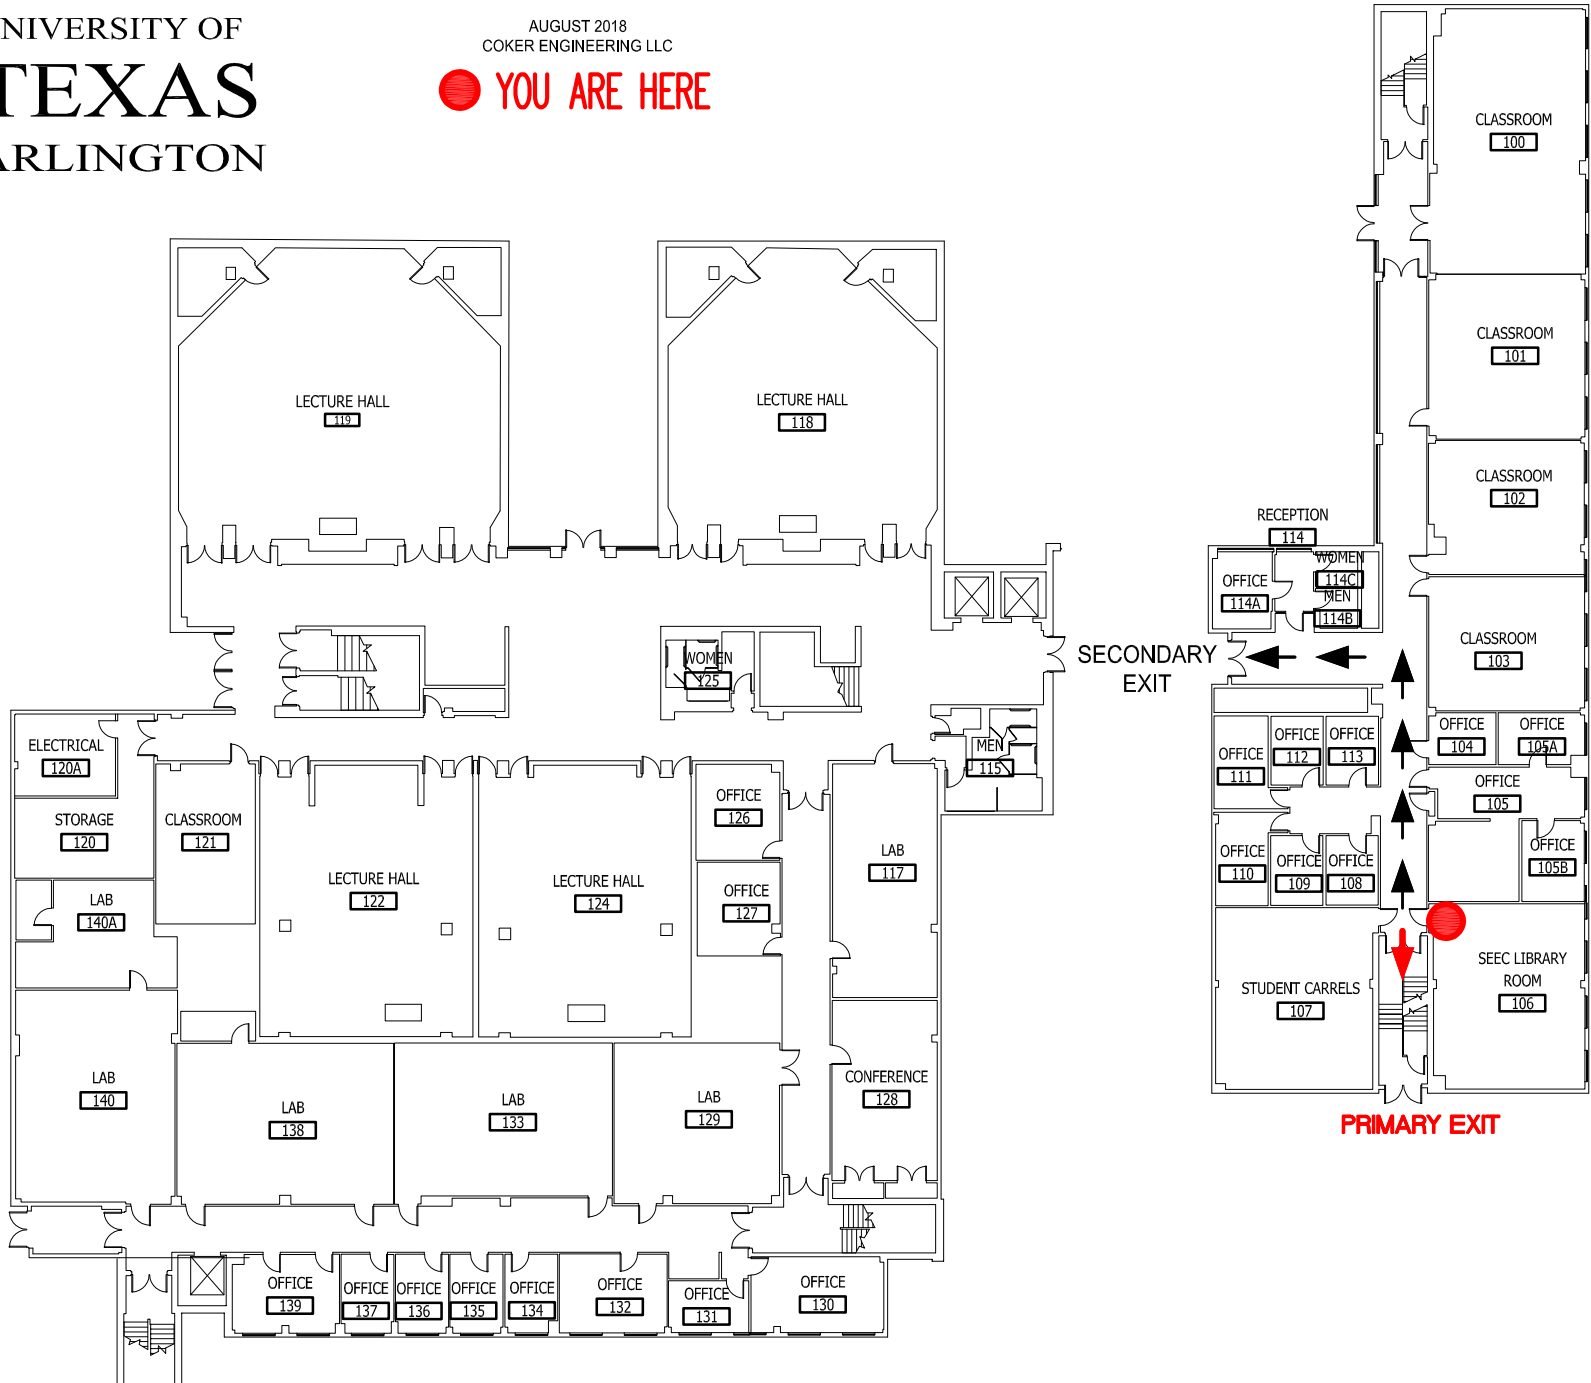 NIVERSITY OF
TEXAS
ARLINGTON
AUGUST 2018
COKER ENGINEERING LLC
YOU ARE HERE
CLASSROOM
100
CLASSROOM
101
CLASSROOM
102
CLASSROOM
103
LECTURE HALL
119
LECTURE HALL
118
RECEPTION
114
WOMEN
114C
OFFICE
114A
MEN
114B
SECONDARY
EXIT
WOMEN
125
MEN
115
ELECTRICAL
120A
STORAGE
120
CLASSROOM
121
LECTURE HALL
122
LECTURE HALL
124
OFFICE
126
OFFICE
127
LAB
117
LAB
140A
OFFICE
104
OFFICE
105A
OFFICE
105
OFFICE
105B
OFFICE
111
OFFICE
112
OFFICE
113
OFFICE
110
OFFICE
109
OFFICE
108
STUDENT CARRELS
107
SEEC LIBRARY
ROOM
106
PRIMARY EXIT
LAB
140
LAB
138
LAB
133
LAB
129
CONFERENCE
128
OFFICE
139
OFFICE
137
OFFICE
136
OFFICE
135
OFFICE
134
OFFICE
132
OFFICE
131
OFFICE
130